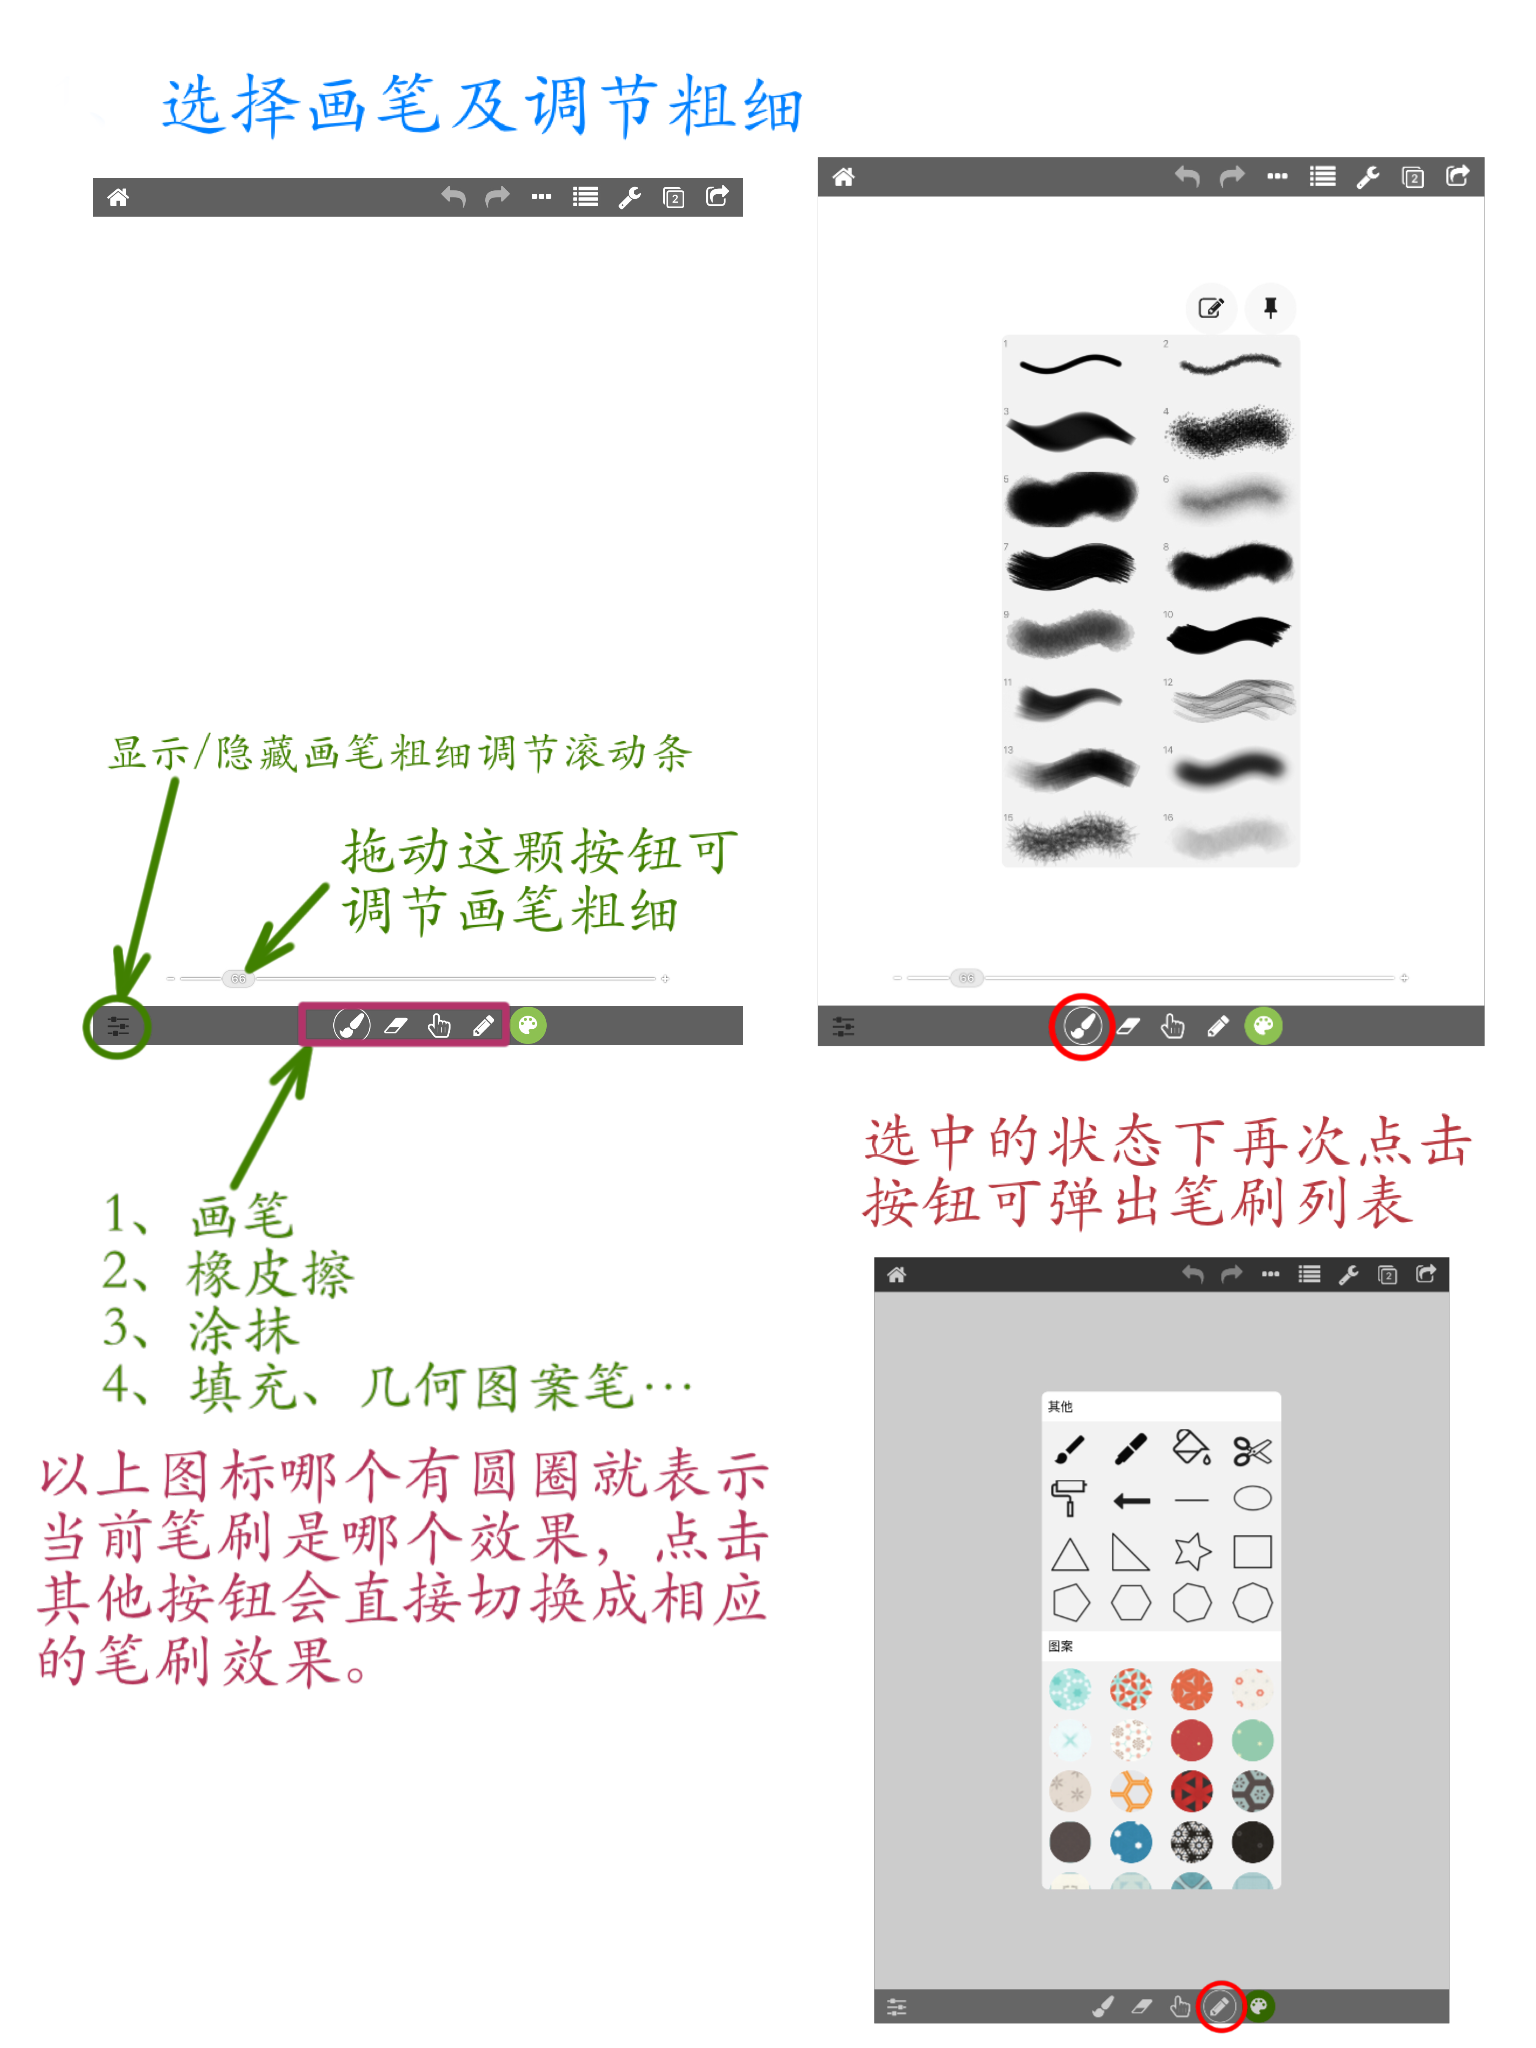 选择画笔及调节粗细
2
显示/隐藏画笔粗细调节滚动条
拖动这颗按钮可
调节画笔粗细
66
1、画笔
2、橡皮擦
3、涂抹
4、填充、几何图案笔…
以上图标哪个有圆圈就表示
当前笔刷是哪个效果，点击
其他按钮会直接切换成相应
的笔刷效果。
2
1 2
3 4
5 6
7 8
9 10
11 12
13 14
15 16
66
选中的状态下再次点击
按钮可弹出笔刷列表
2
其他
图案